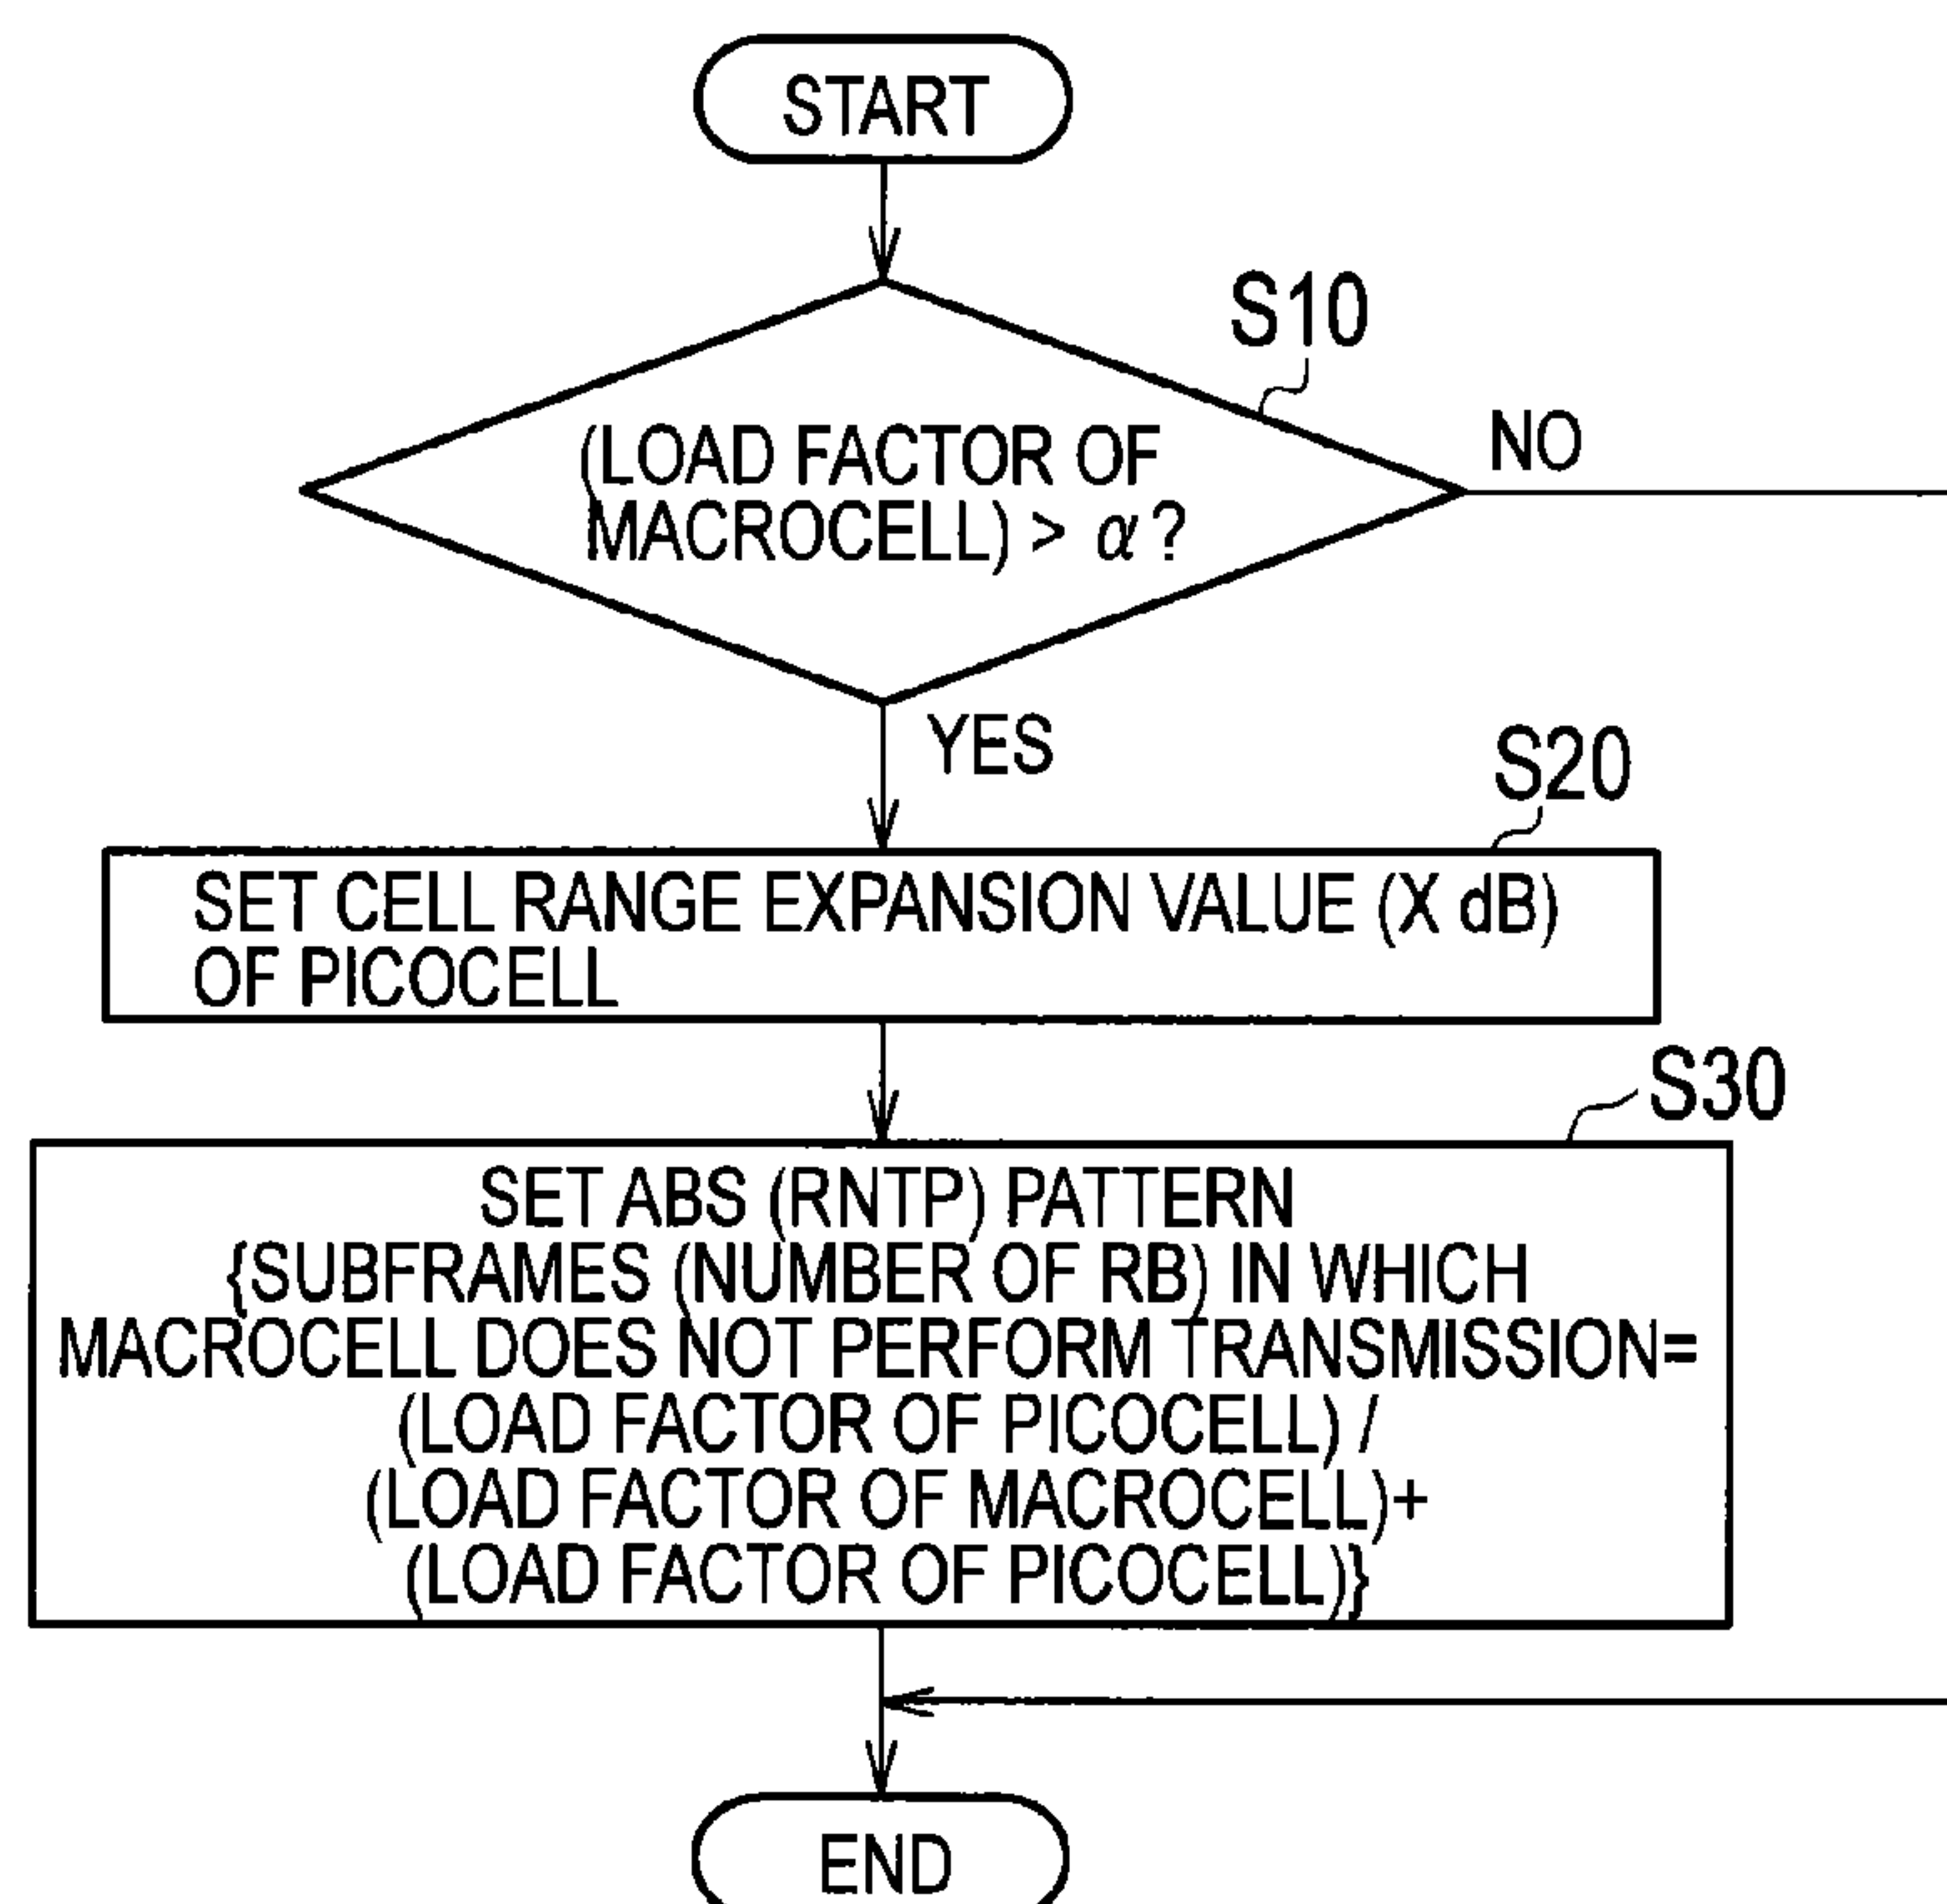 START
S10
(LOAD FACTOR OF
MACROCELL) > α ?
NO
YES
S20
SET CELL RANGE EXPANSION VALUE (X dB)
OF PICOCELL
S30
SET ABS (RNTP) PATTERN
{SUBFRAMES (NUMBER OF RB) IN WHICH
MACROCELL DOES NOT PERFORM TRANSMISSION=
(LOAD FACTOR OF PICOCELL) /
(LOAD FACTOR OF MACROCELL)+
(LOAD FACTOR OF PICOCELL)}
END